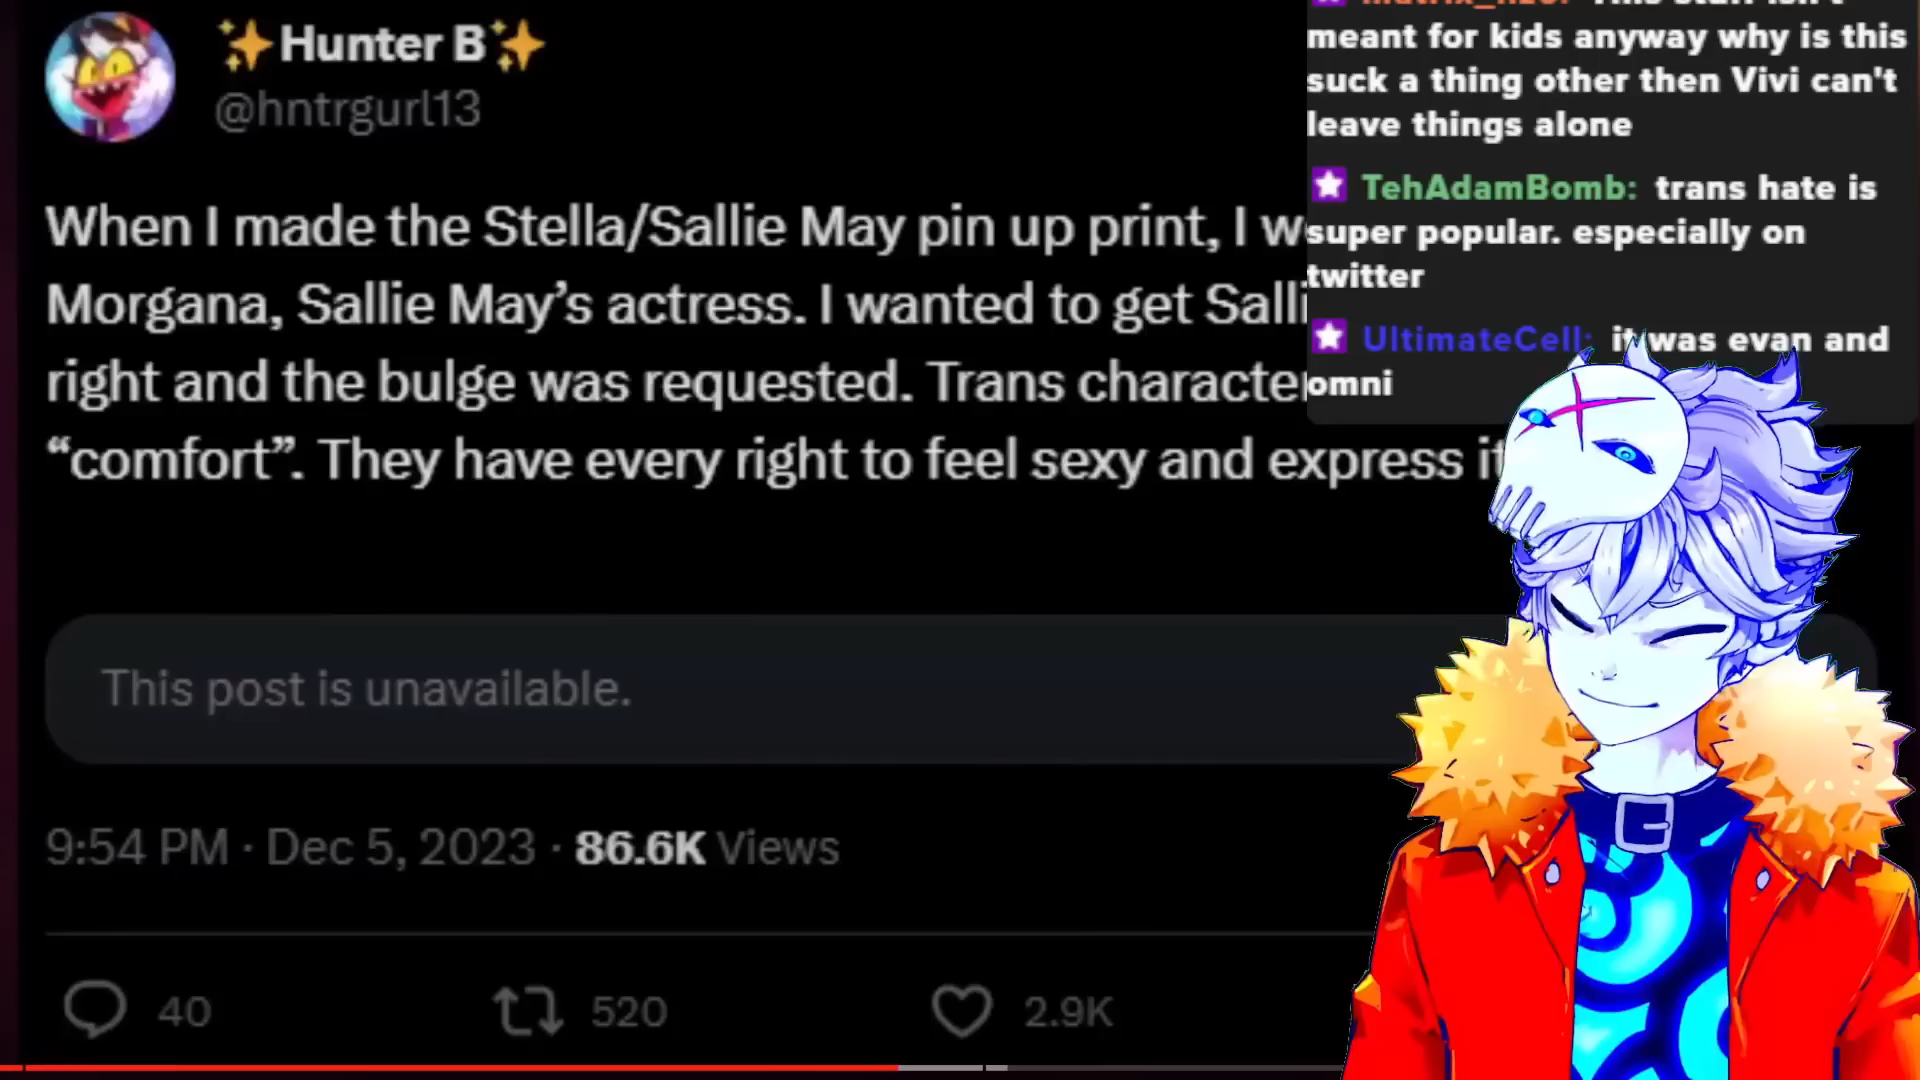 ✨Hunter B✨
@hntrgurl13
When I made the Stella/Sallie May pin up print, I
Morgana, Sallie May’s actress. I wanted to get
right and the bulge was requested. Trans
“comfort”. They have every right to feel sexy and express
This post is unavailable.
9:54 PM · Dec 5, 2023 · 86.6K Views
40 520 2.9K
meant for kids anyway why is this
suck a thing other then Vivi can't
leave things alone
TehAdamBomb: trans hate is
super popular. especially on
twitter
UltimateCell: it was evan and
omni